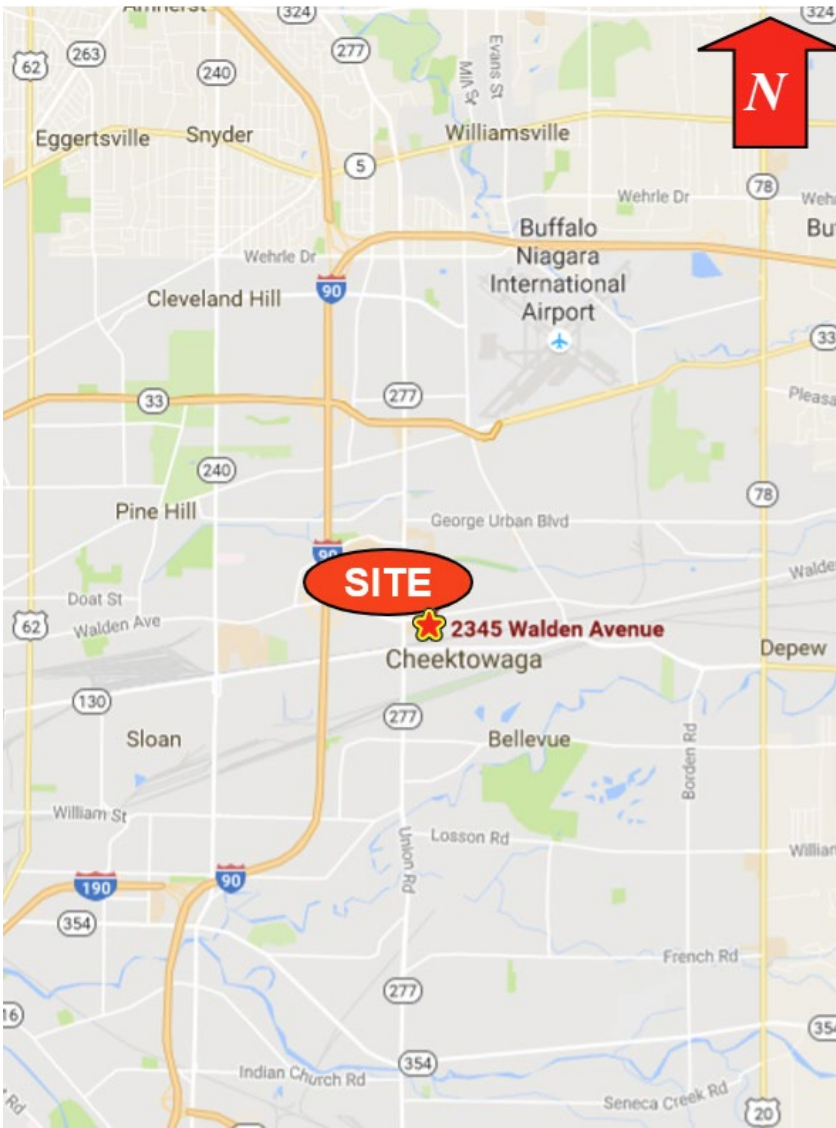 Amherst
324
324
62
263
277
240
Evans St
Mill St
N
Eggertsville
Snyder
Williamsville
5
78
Wehrle Dr
Buffalo
Niagara
International
Airport
Wehrle Dr
90
Cleveland Hill
33
33
277
240
78
Pine Hill
George Urban Blvd
90
SITE
Doat St
Walden Ave
62
2345 Walden Avenue
Cheektowaga
Depew
130
277
Sloan
Bellevue
Borden Rd
William St
Losson Rd
Union Rd
190
90
354
French Rd
277
16
354
354
Indian Church Rd
Seneca Creek Rd
20